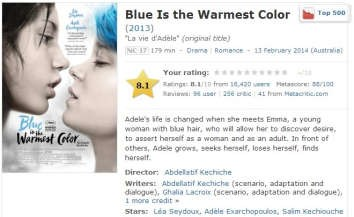 Léa Seydoux
Adèle Exarchopoulos
Blue
is the
Warmest Color
Blue Is the Warmest Color
Top 500
(2013)
"La vie d'Adèle" (original title)
NC-17 179 min - Drama | Romance - 13 February 2014 (Australia)
8.1
Your rating:
Ratings: 8.1/10 from 18,420 users Metascore: 88/100
Reviews: 96 user | 256 critic | 41 from Metacritic.com
Adele's life is changed when she meets Emma, a young
woman with blue hair, who will allow her to discover desire,
to assert herself as a woman and as an adult. In front of
others, Adele grows, seeks herself, loses herself, finds
herself.
Director: Abdellatif Kechiche
Writers: Abdellatif Kechiche (scenario, adaptation and
dialogue), Ghalia Lacroix (scenario, adaptation and dialogue),
1 more credit »
Stars: Léa Seydoux, Adèle Exarchopoulos, Salim Kechiouche